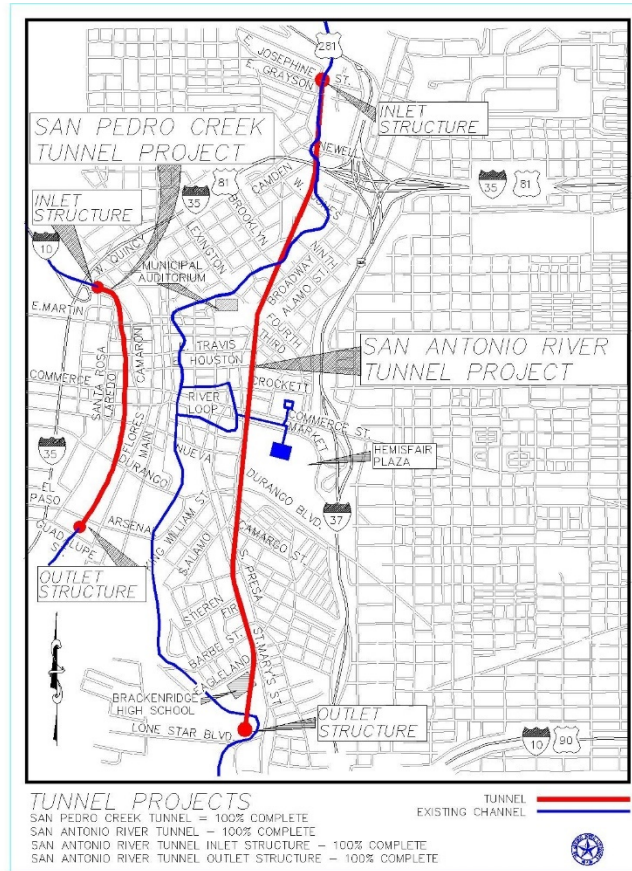 281
E. JOSEPHINE ST.
E. GRAYSON
INLET
STRUCTURE
SAN PEDRO CREEK
TUNNEL PROJECT
NEWELL
81
35
CAMDEN
35
81
INLET
STRUCTURE
10
W. QUINCY
BROOKLYN
LEXINGTON
NINTH
MUNICIPAL
AUDITORIUM
BROADWAY
ALAMO ST.
E.MARTIN
FOURTH
THIRD
CAMARON
TRAVIS
HOUSTON
SAN ANTONIO RIVER
TUNNEL PROJECT
SANTA ROSA
LAREDO
CROCKETT
COMMERCE
RIVER
LOOP
COMMERCE ST.
MARKET
HEMISFAIR
PLAZA
35
D.FLORES
MAIN
NUEVA
DURANGO
DURANGO BLVD.
37
EL
PASO
ARSENAL
WILLIAM ST.
KING
CAMARGO ST.
GUADALUPE
ST.
S.ALAMO
OUTLET
STRUCTURE
S. PRESA
STIEREN
FIR
BARBE ST.
ST.MARY'S ST.
EAGLELAND
BRACKENRIDGE
HIGH SCHOOL
OUTLET
STRUCTURE
LONE STAR BLVD.
10
90
TUNNEL PROJECTS
SAN PEDRO CREEK TUNNEL = 100% COMPLETE
SAN ANTONIO RIVER TUNNEL – 100% COMPLETE
SAN ANTONIO RIVER TUNNEL INLET STRUCTURE – 100% COMPLETE
SAN ANTONIO RIVER TUNNEL OUTLET STRUCTURE – 100% COMPLETE
TUNNEL
EXISTING CHANNEL